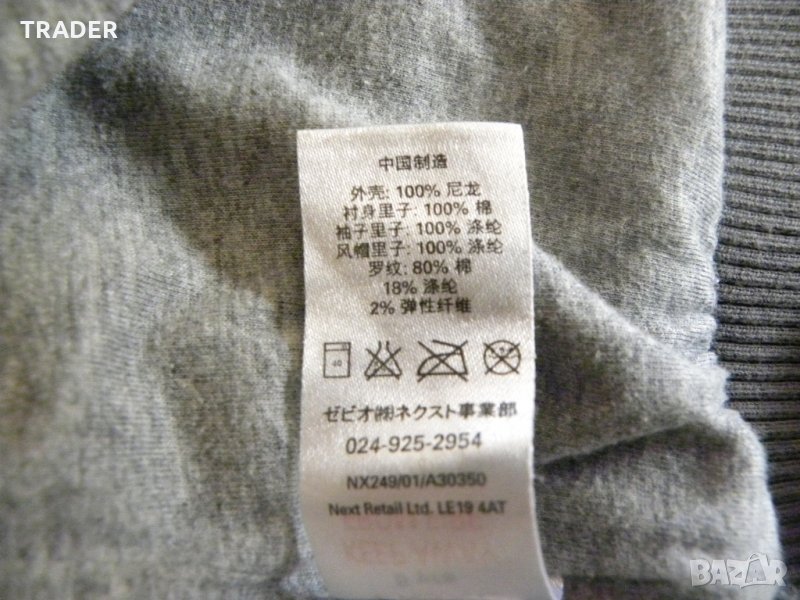 TRADER
中国制造
外壳: 100% 尼龙
衬身里子: 100% 棉
袖子里子: 100% 涤纶
风帽里子: 100% 涤纶
罗纹: 80% 棉
18% 涤纶
2% 弹性纤维
ゼビオ㈱ネクスト事業部
024-925-2954
NX249/01/A30350
Next Retail Ltd. LE19 4AT
BAZAR